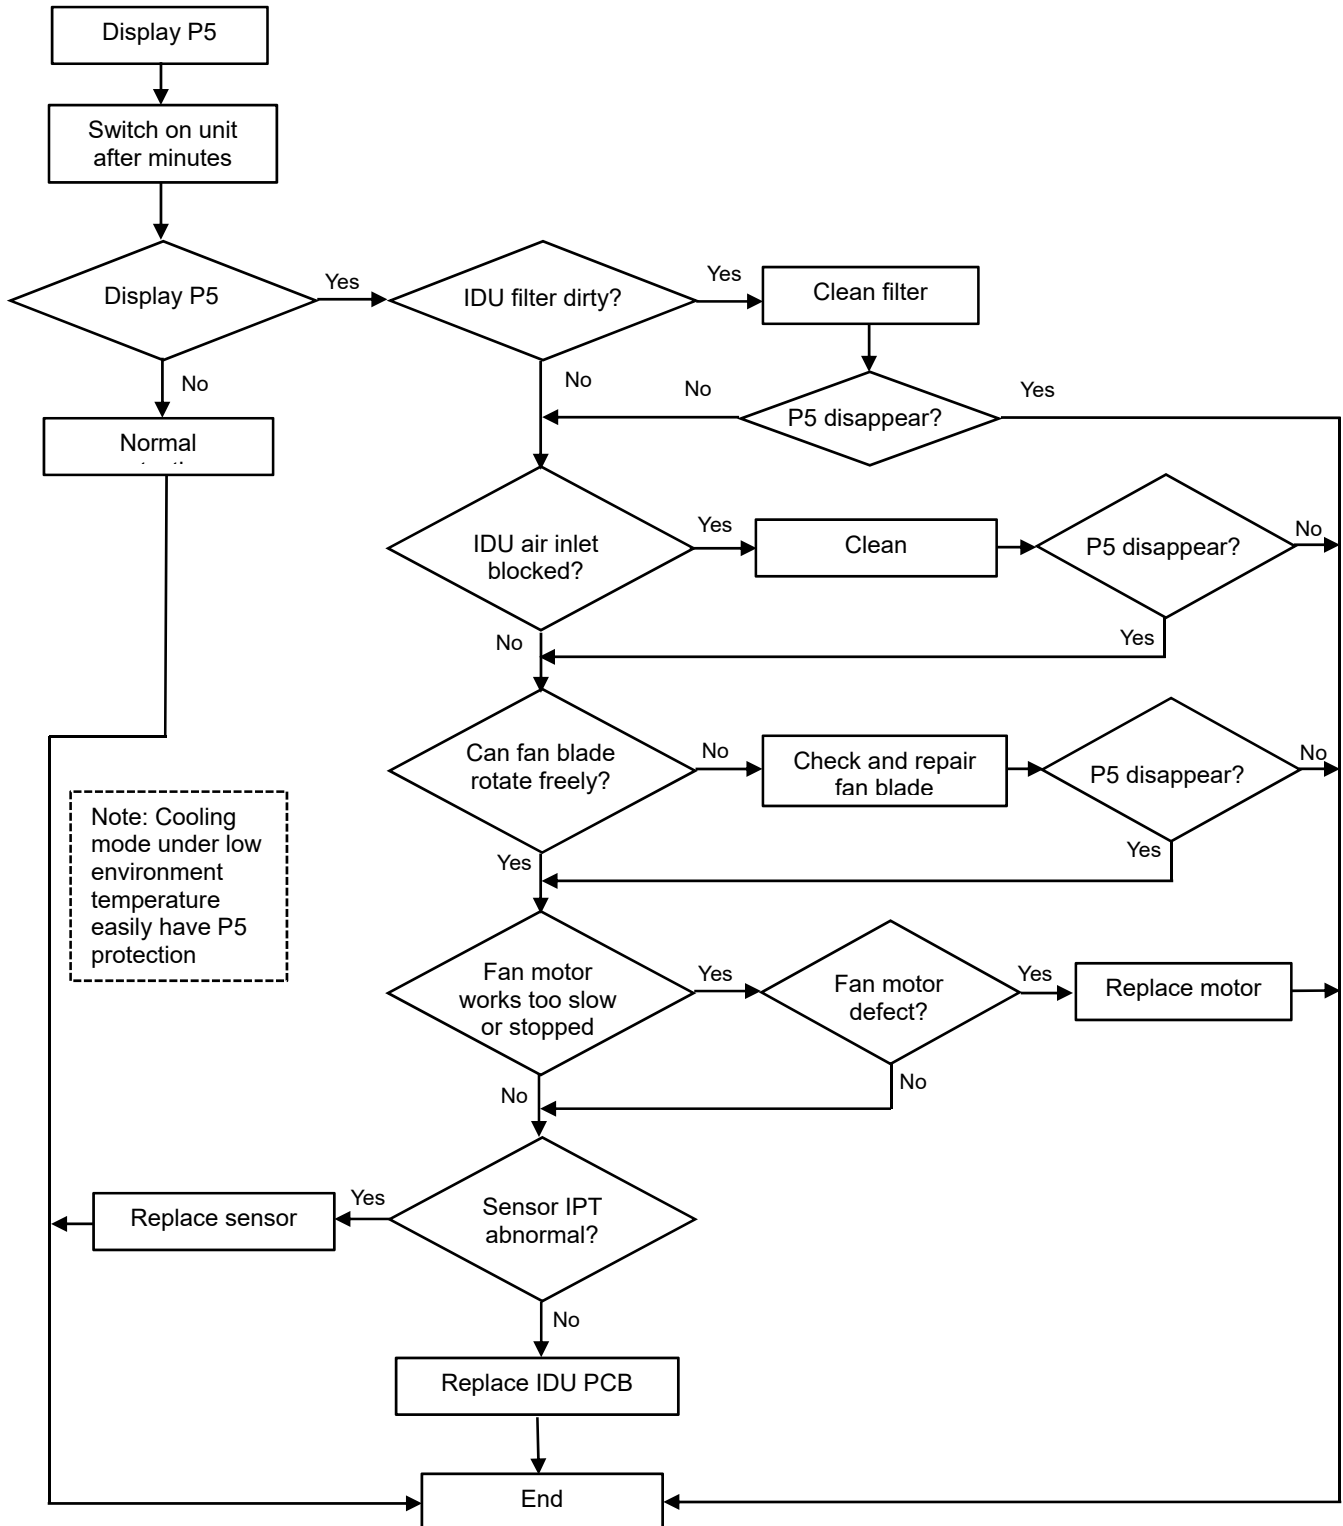 Display P5
Switch on unit
after minutes
Display P5
Yes
IDU filter dirty?
Yes
Clean filter
No
No
No
P5 disappear?
Yes
Normal
IDU air inlet
blocked?
Yes
Clean
P5 disappear?
No
No
Yes
Can fan blade
rotate freely?
No
Check and repair
fan blade
P5 disappear?
No
Note: Cooling
mode under low
environment
temperature
easily have P5
protection
Yes
Yes
Fan motor
works too slow
or stopped
Yes
Fan motor
defect?
Yes
Replace motor
No
No
Replace sensor
Yes
Sensor IPT
abnormal?
No
Replace IDU PCB
End